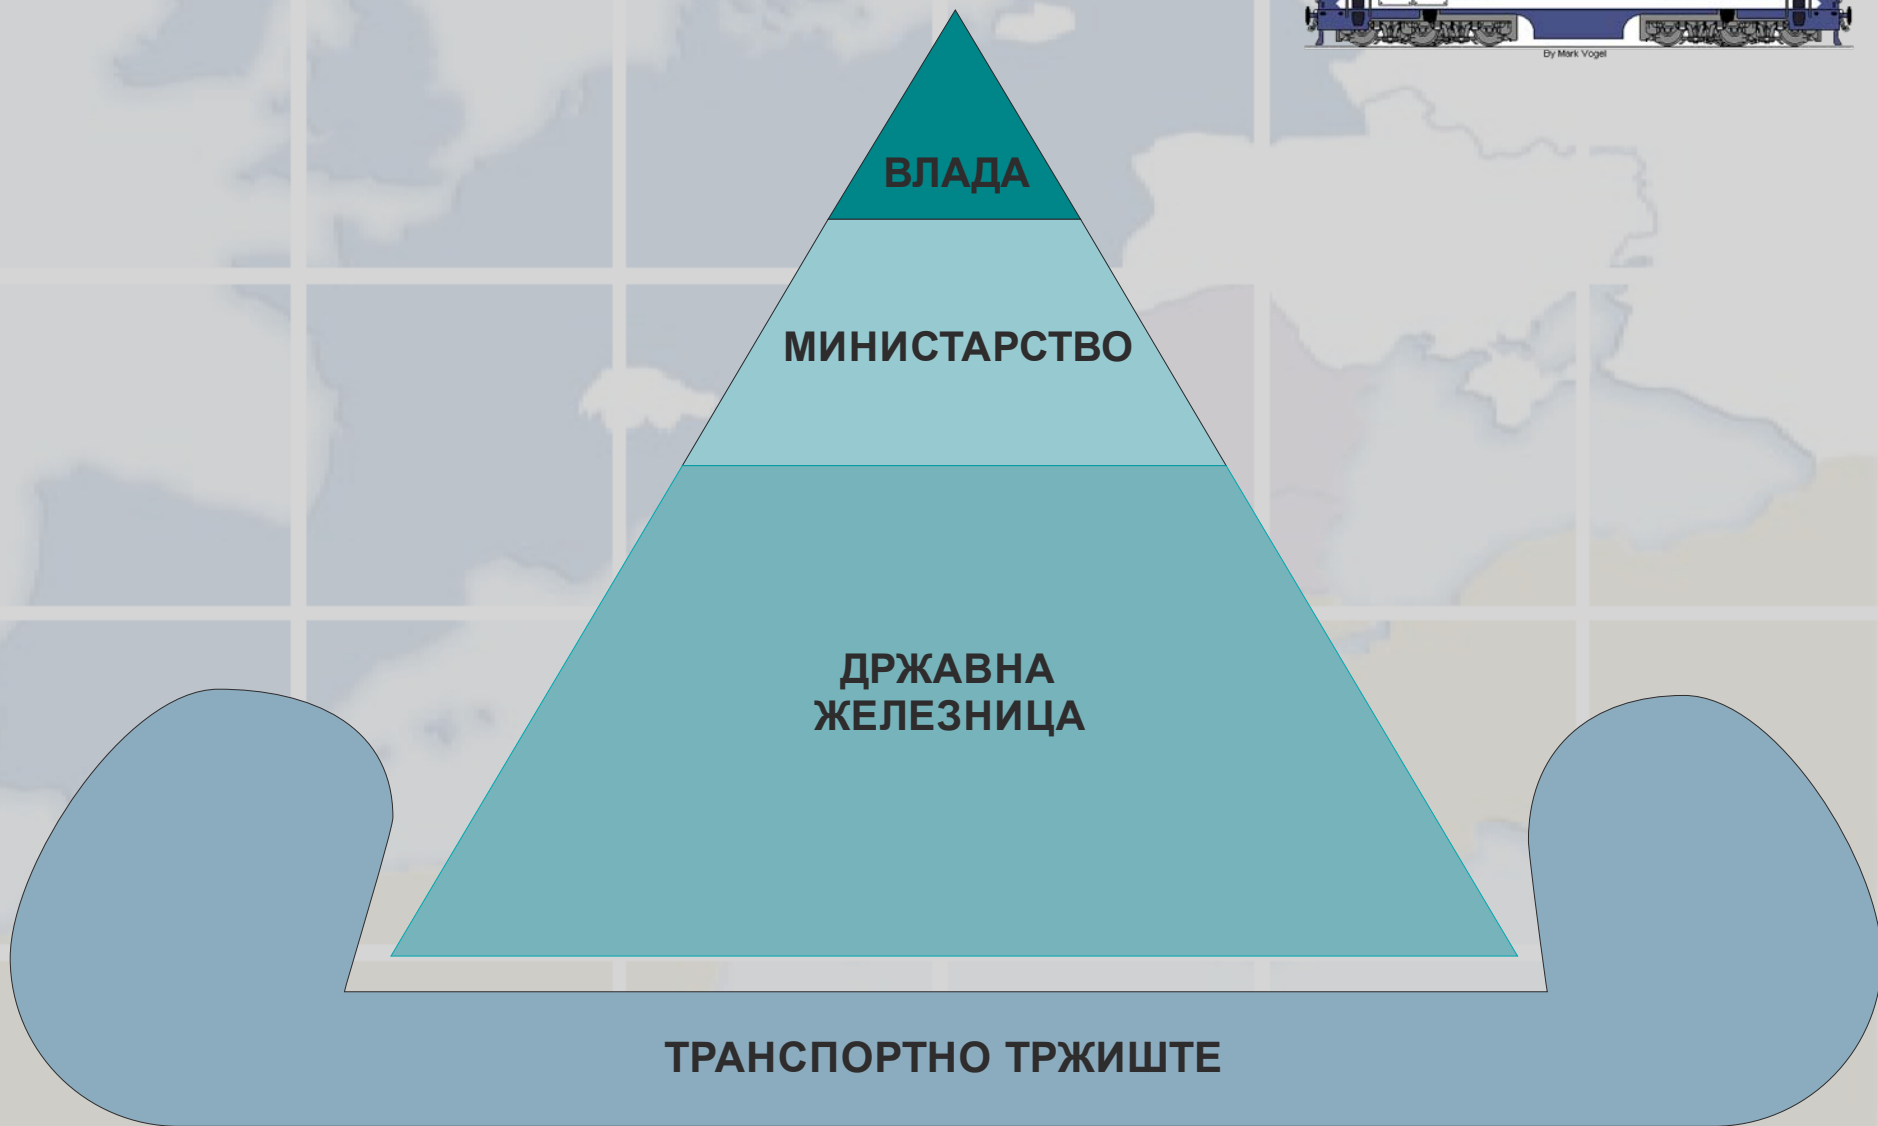 By Mark Vogel
ВЛАДА
МИНИСТАРСТВО
ДРЖАВНА
ЖЕЛЕЗНИЦА
ТРАНСПОРТНО ТРЖИШТЕ